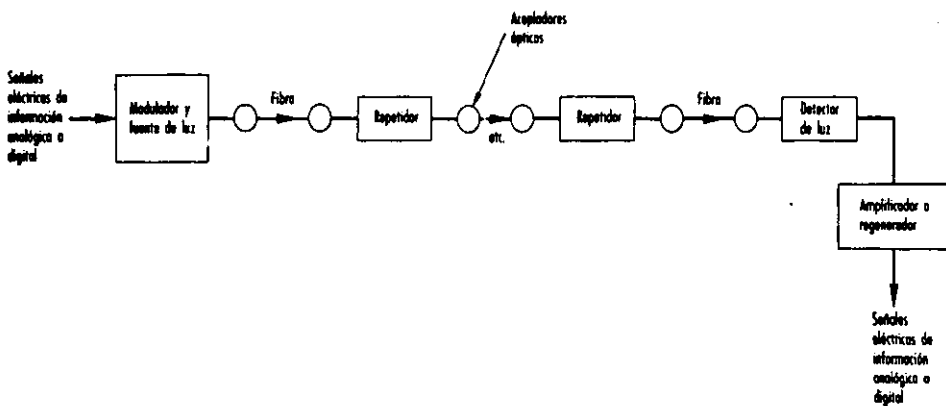 Acopladores
ópticos
Señales
eléctricas de
información
analógica o
digital
Modulador y
fuente de luz
Fibra
Repetidor
etc.
Repetidor
Fibra
Detector
de luz
Amplificador o
regenerador
Señales
eléctricas de
información
analógica o
digital